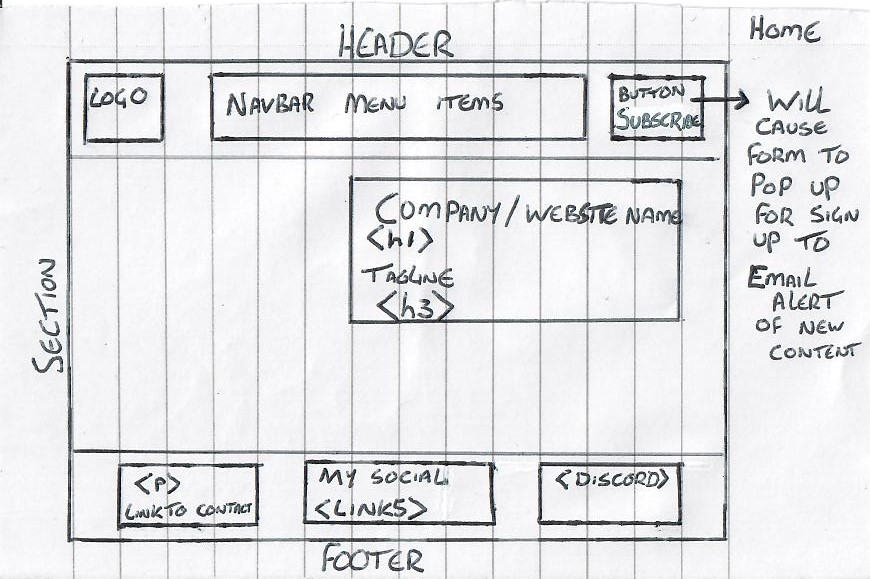 HOME
HEADER
LOGO
NAVBAR MENU ITEMS
BUTTON
SUBSCRIBE
WILL
CAUSE
FORM TO
POP UP
FOR SIGN
UP TO
EMAIL
ALERT
OF NEW
CONTENT
COMPANY/WEBSITE NAME
<h1>
TAGLINE
<h3>
SECTION
<P>
LINK TO CONTACT
MY SOCIAL
<LINKS>
<DISCORD>
FOOTER